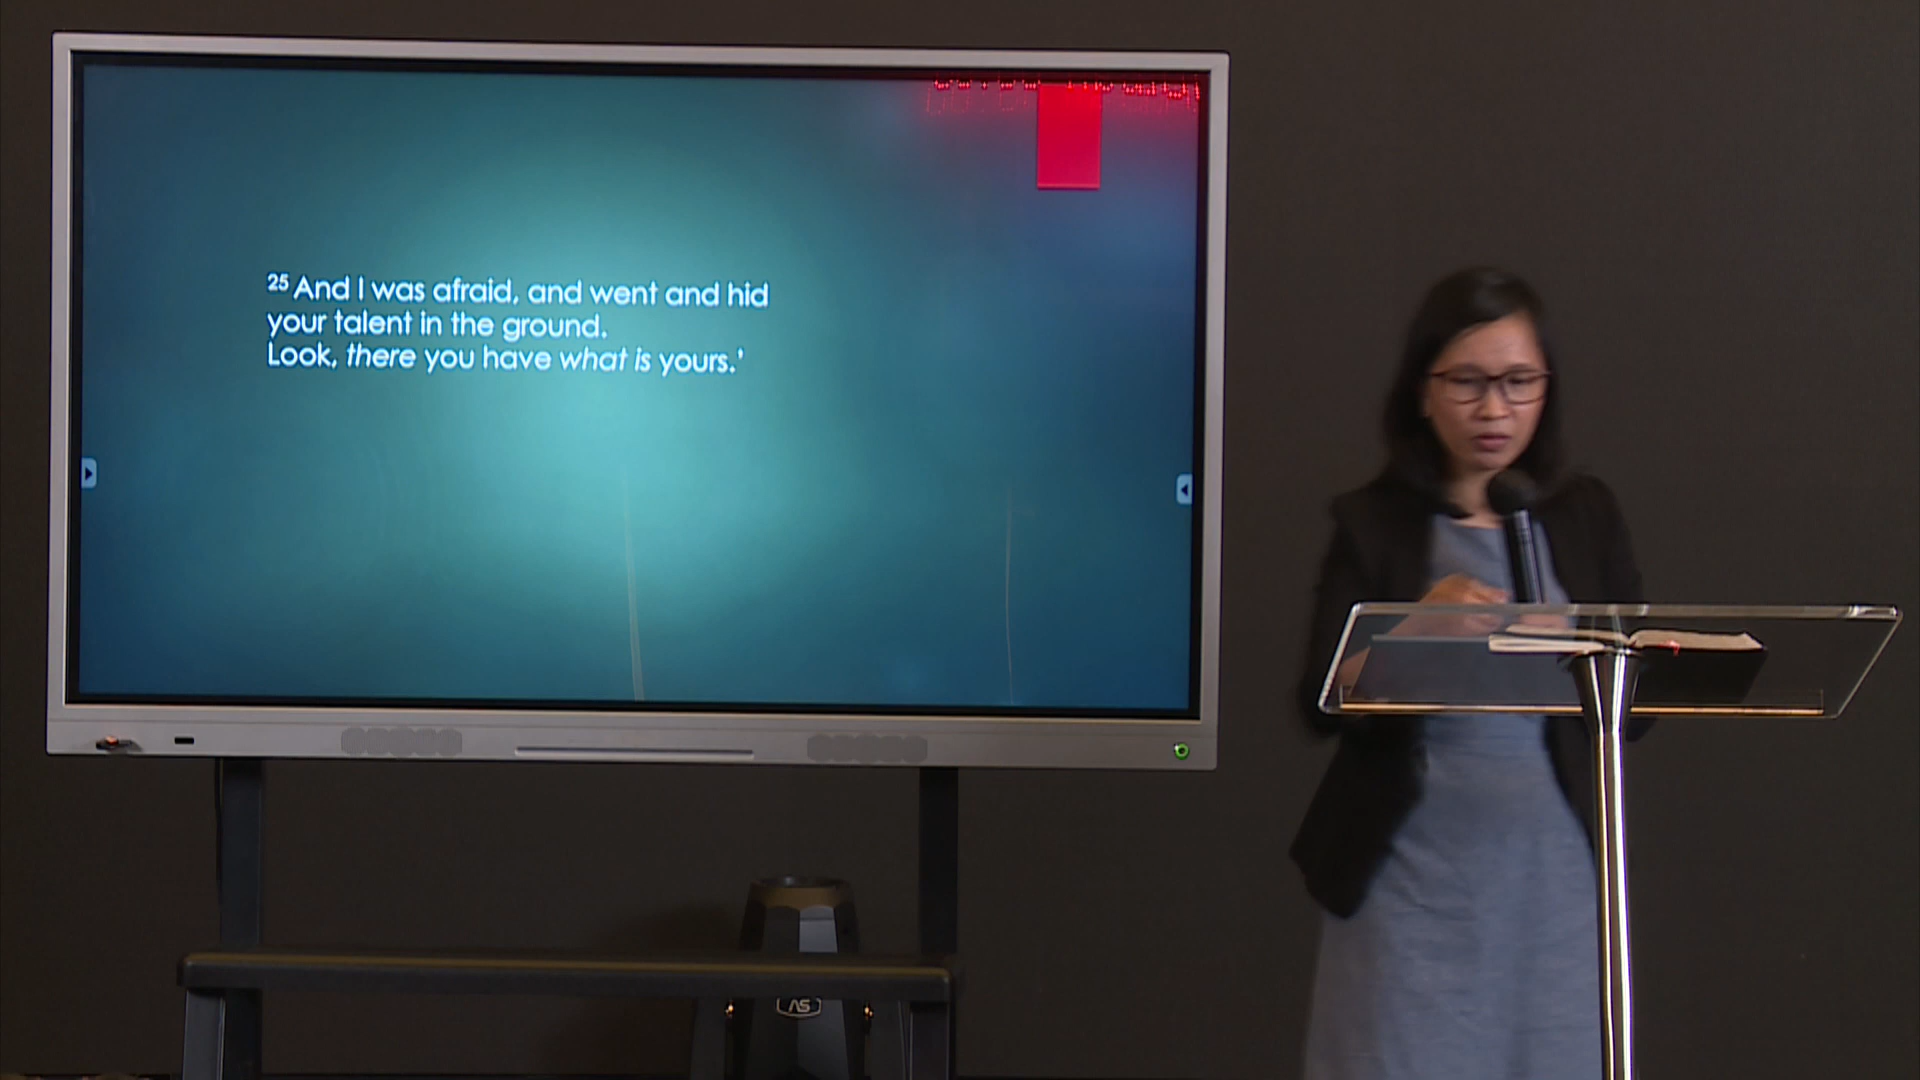 25 And I was afraid, and went and hid
your talent in the ground.
Look, there you have what is yours.'
AS